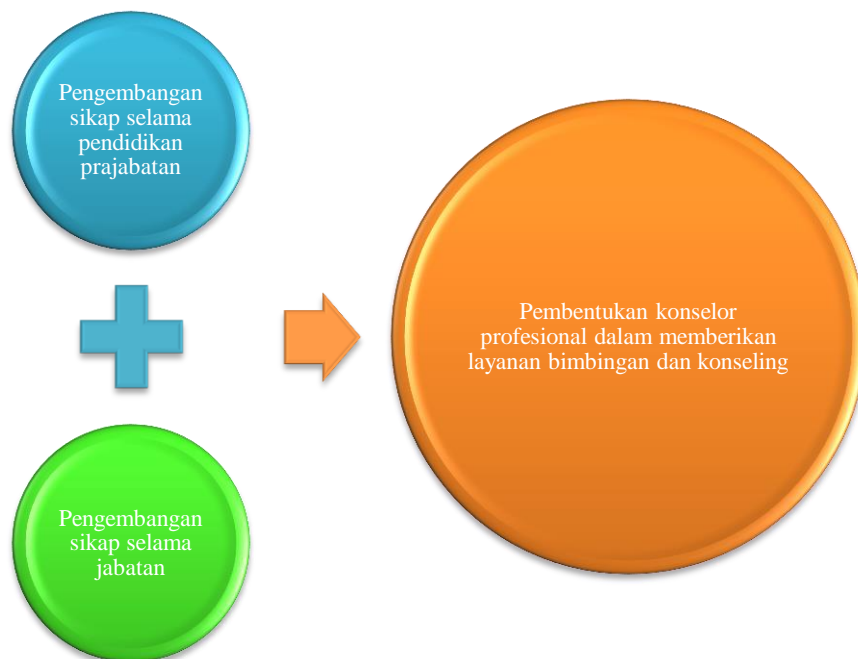 Pengembangan
sikap selama
pendidikan
prajabatan
Pengembangan
sikap selama
jabatan
Pembentukan konselor
profesional dalam memberikan
layanan bimbingan dan konseling